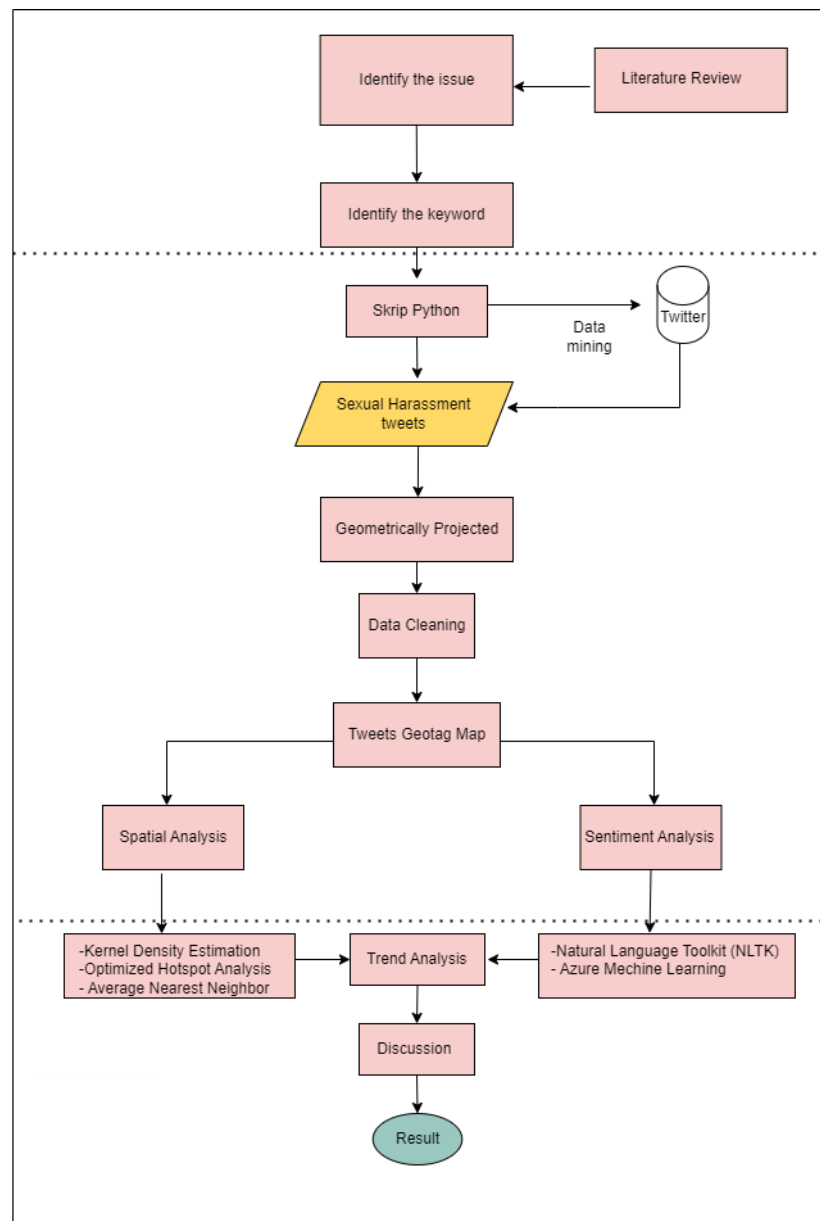 Identify the issue
Literature Review
Identify the keyword
Skrip Python
Data
mining
Twitter
Sexual Harassment
tweets
Geometrically Projected
Data Cleaning
Tweets Geotag Map
Spatial Analysis
Sentiment Analysis
-Kernel Density Estimation
-Optimized Hotspot Analysis
- Average Nearest Neighbor
Trend Analysis
-Natural Language Toolkit (NLTK)
- Azure Mechine Learning
Discussion
Result